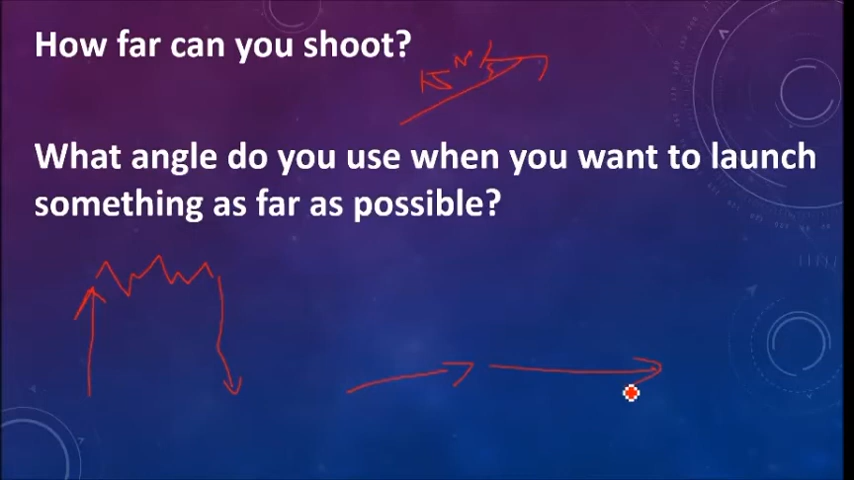 How far can you shoot?
What angle do you use when you want to launch
something as far as possible?